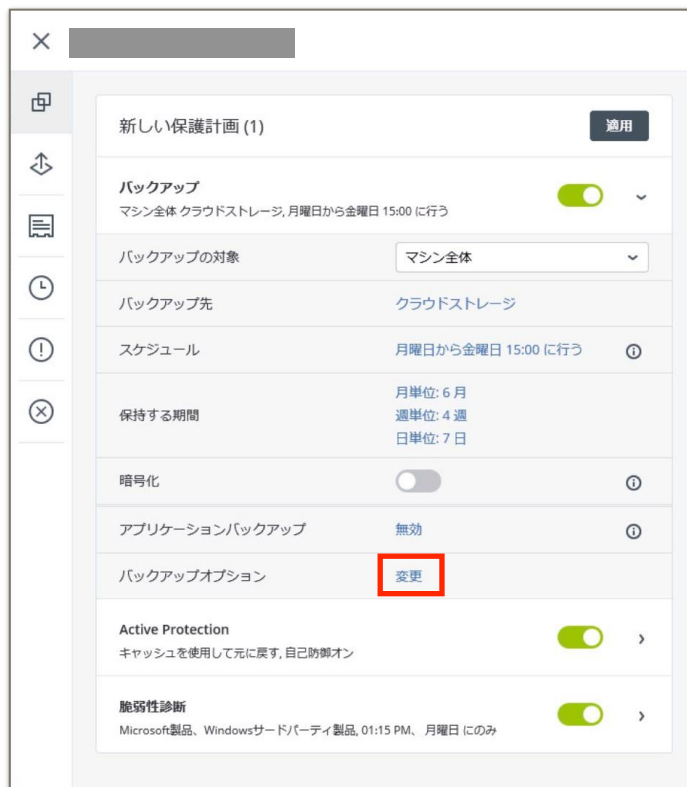 新しい保護計画 (1)
適用
バックアップ
マシン全体 クラウドストレージ, 月曜日から金曜日 15:00 に行う
バックアップの対象
マシン全体
バックアップ先
クラウドストレージ
スケジュール
月曜日から金曜日 15:00 に行う
保持する期間
月単位: 6 月
週単位: 4 週
日単位: 7 日
暗号化
アプリケーションバックアップ
無効
バックアップオプション
変更
Active Protection
キャッシュを使用して元に戻す, 自己防御オン
脆弱性診断
Microsoft製品、Windowsサードパーティ製品, 01:15 PM、 月曜日 にのみ